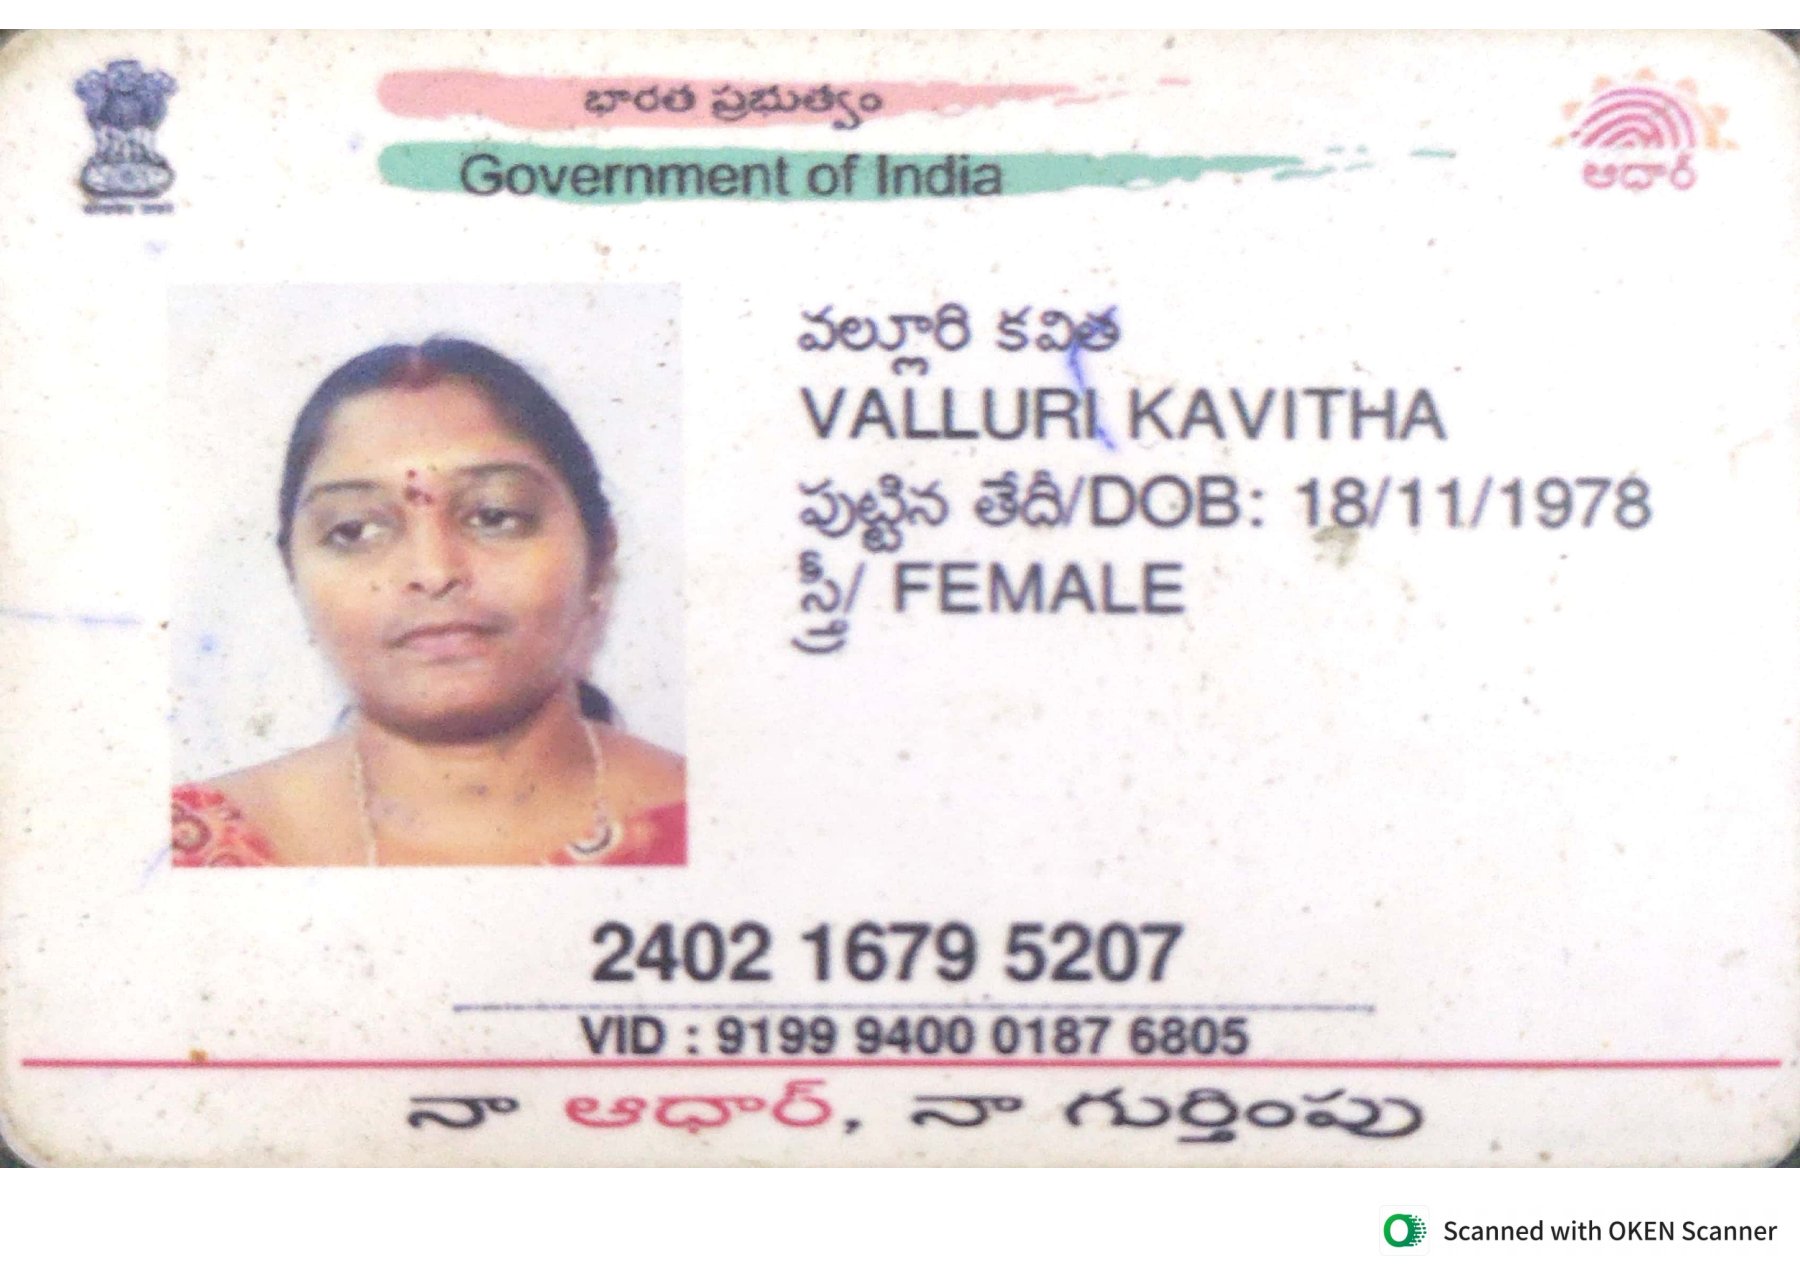 భారత ప్రభుత్వం
Government of India
ఆధార్
వల్లూరి కవిత
VALLURI KAVITHA
పుట్టిన తేదీ/DOB: 18/11/1978
స్త్రీ/ FEMALE
2402 1679 5207
VID : 9199 9400 0187 6805
నా ఆధార్, నా గుర్తింపు
Scanned with OKEN Scanner